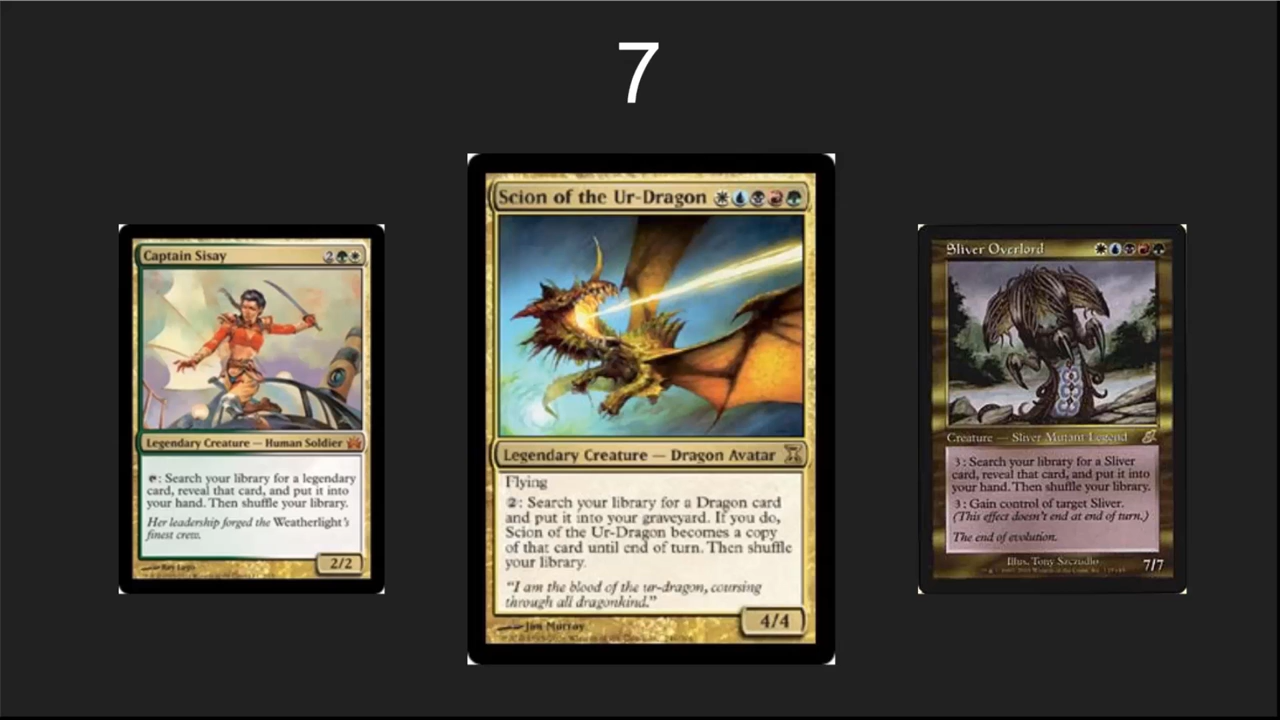 7
Captain Sisay 2
Legendary Creature — Human Soldier
: Search your library for a legendary
card, reveal that card, and put it into
your hand. Then shuffle your library.
Her leadership forged the Weatherlight's
finest crew.
2/2
Scion of the Ur-Dragon
Legendary Creature — Dragon Avatar
Flying
2: Search your library for a Dragon card
and put it into your graveyard. If you do,
Scion of the Ur-Dragon becomes a copy
of that card until end of turn. Then shuffle
your library.
"I am the blood of the ur-dragon, coursing
through all dragonkind."
Jim Murray
4/4
Sliver Overlord
Creature — Sliver Mutant Legend
3: Search your library for a Sliver
card, reveal that card, and put it into
your hand. Then shuffle your library.
3: Gain control of target Sliver.
(This effect doesn't end at end of turn.)
The end of evolution.
Illus. Tony Szczudlo
7/7